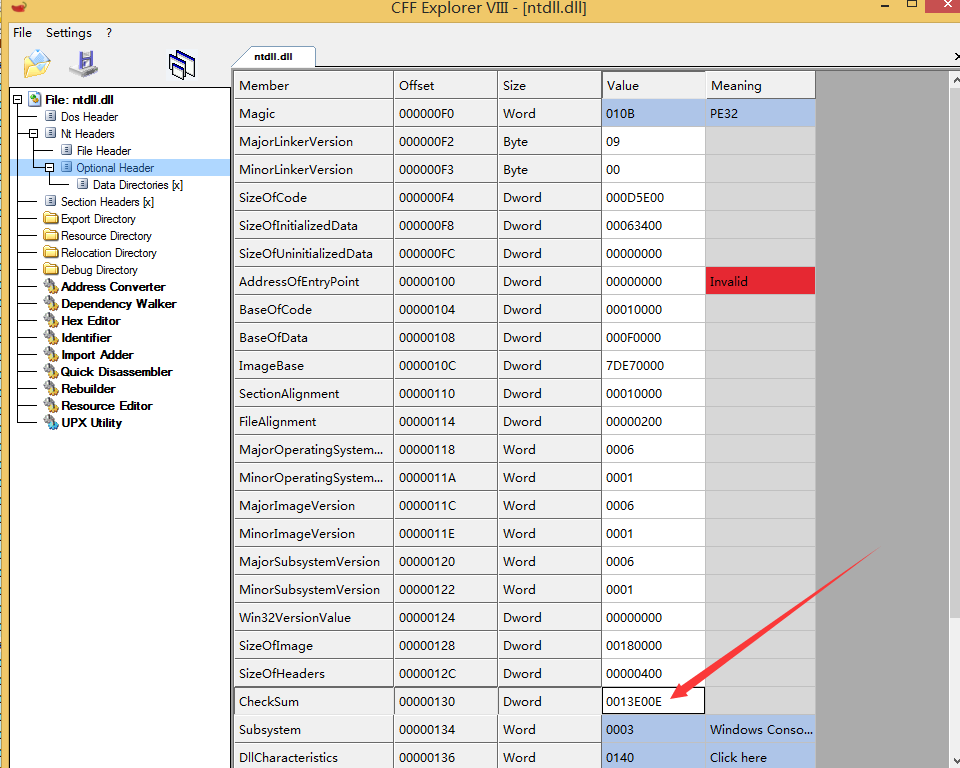 CFF Explorer VIII - [ntdll.dll]
File Settings ?
ntdll.dll
File: ntdll.dll
Dos Header
Nt Headers
File Header
Optional Header
Data Directories [x]
Section Headers [x]
Export Directory
Resource Directory
Relocation Directory
Debug Directory
Address Converter
Dependency Walker
Hex Editor
Identifier
Import Adder
Quick Disassembler
Rebuilder
Resource Editor
UPX Utility
Member Offset Size Value Meaning
Magic 000000F0 Word 010B PE32
MajorLinkerVersion 000000F2 Byte 09
MinorLinkerVersion 000000F3 Byte 00
SizeOfCode 000000F4 Dword 000D5E00
SizeOfInitializedData 000000F8 Dword 00063400
SizeOfUninitializedData 000000FC Dword 00000000
AddressOfEntryPoint 00000100 Dword 00000000 Invalid
BaseOfCode 00000104 Dword 00010000
BaseOfData 00000108 Dword 000F0000
ImageBase 0000010C Dword 7DE70000
SectionAlignment 00000110 Dword 00010000
FileAlignment 00000114 Dword 00000200
MajorOperatingSystem... 00000118 Word 0006
MinorOperatingSystem... 0000011A Word 0001
MajorImageVersion 0000011C Word 0006
MinorImageVersion 0000011E Word 0001
MajorSubsystemVersion 00000120 Word 0006
MinorSubsystemVersion 00000122 Word 0001
Win32VersionValue 00000124 Dword 00000000
SizeOfImage 00000128 Dword 00180000
SizeOfHeaders 0000012C Dword 00000400
CheckSum 00000130 Dword 0013E00E
Subsystem 00000134 Word 0003 Windows Conso...
DllCharacteristics 00000136 Word 0140 Click here